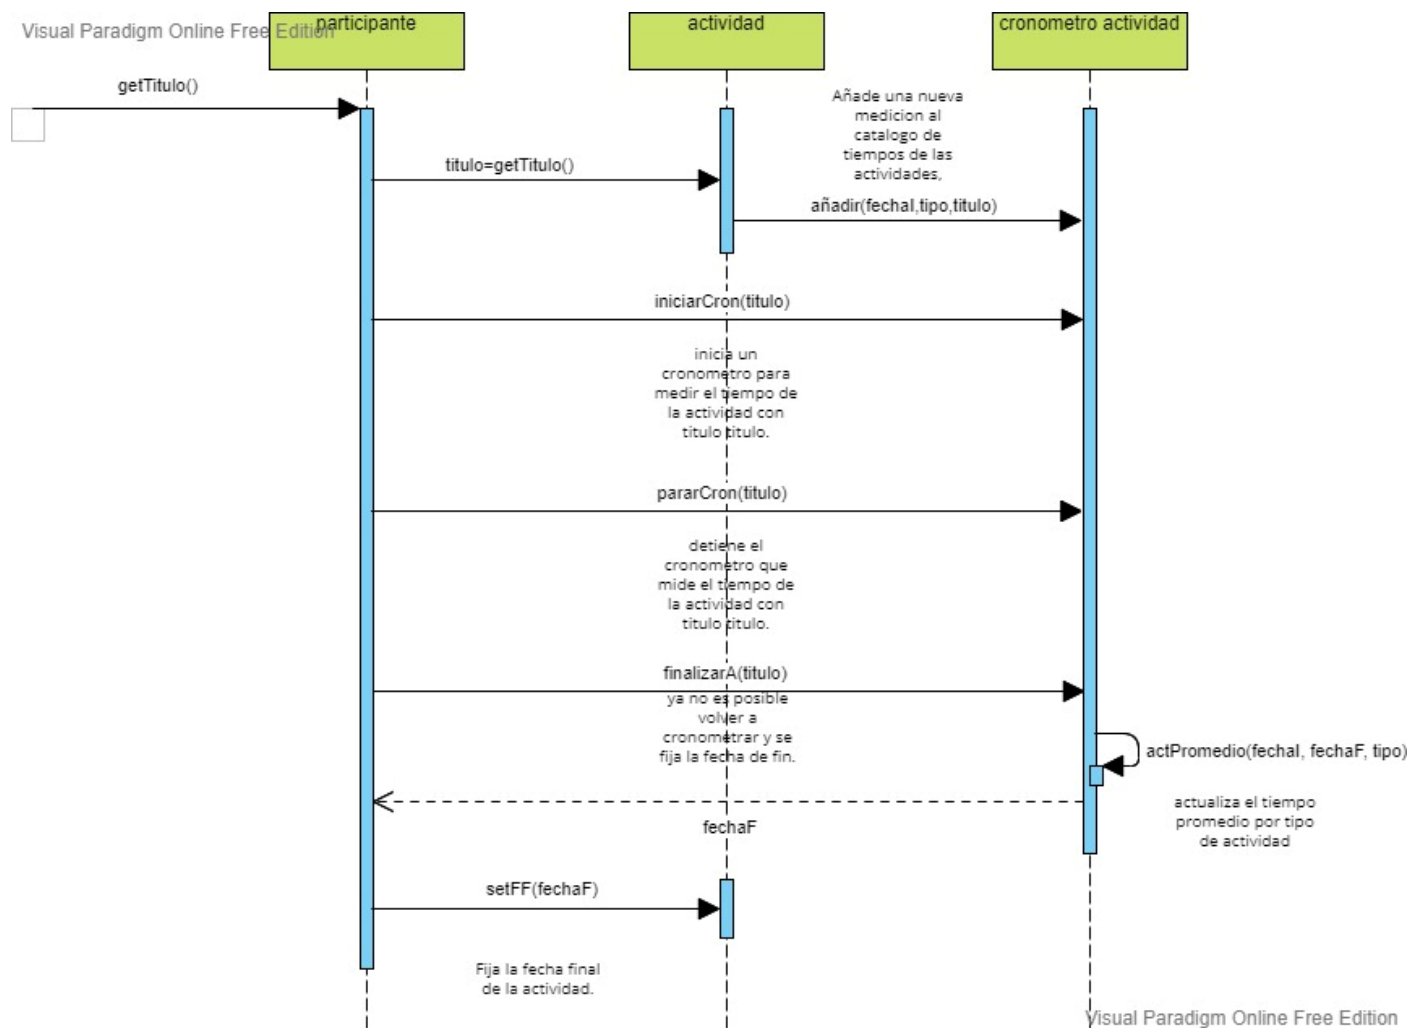 Visual Paradigm Online Free Edition
participante
actividad
cronometro actividad
getTitulo()
Añade una nueva
medicion al
catalogo de
tiempos de las
actividades,
titulo=getTitulo()
añadir(fechaI,tipo,titulo)
iniciarCron(titulo)
inicia un
cronometro para
medir el tiempo de
la actividad con
titulo titulo.
pararCron(titulo)
detiene el
cronometro que
mide el tiempo de
la actividad con
titulo titulo.
finalizarA(titulo)
ya no es posible
volver a
cronometrar y se
fija la fecha de fin.
actPromedio(fechaI, fechaF, tipo)
actualiza el tiempo
promedio por tipo
de actividad
fechaF
setFF(fechaF)
Fija la fecha final
de la actividad.
Visual Paradigm Online Free Edition